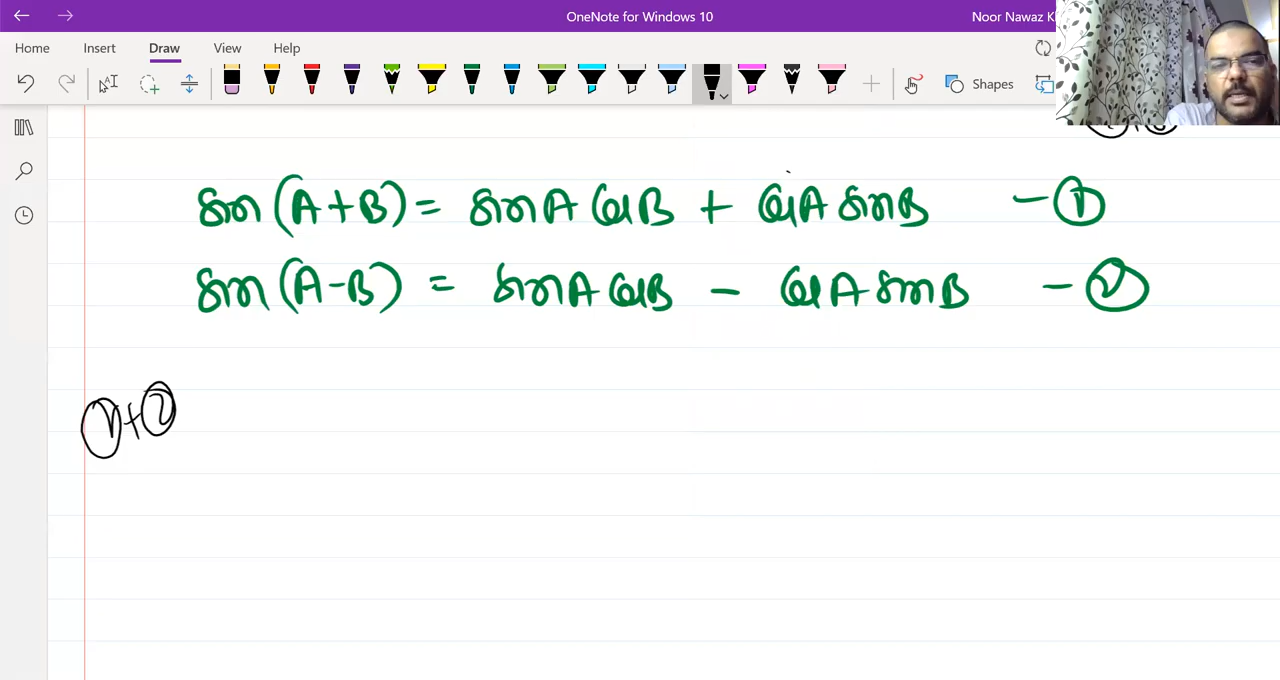 OneNote for Windows 10
Noor Nawaz K
Home Insert Draw View Help
Shapes
sin(A+B) = sinA cosB + cosA sinB - ①
sin(A-B) = sinA cosB - cosA sinB - ②
①+②